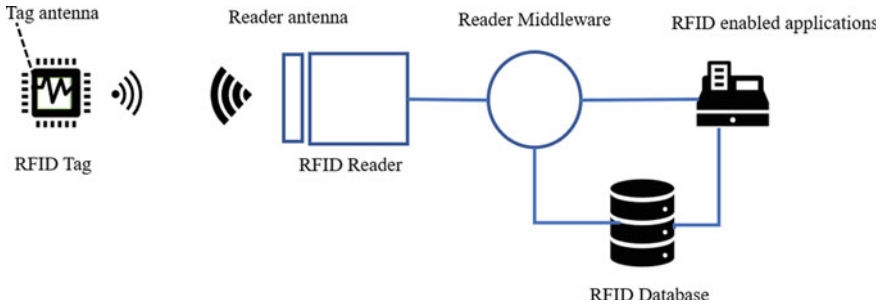 Tag antenna
Reader antenna
Reader Middleware
RFID enabled applications
RFID Tag
RFID Reader
RFID Database